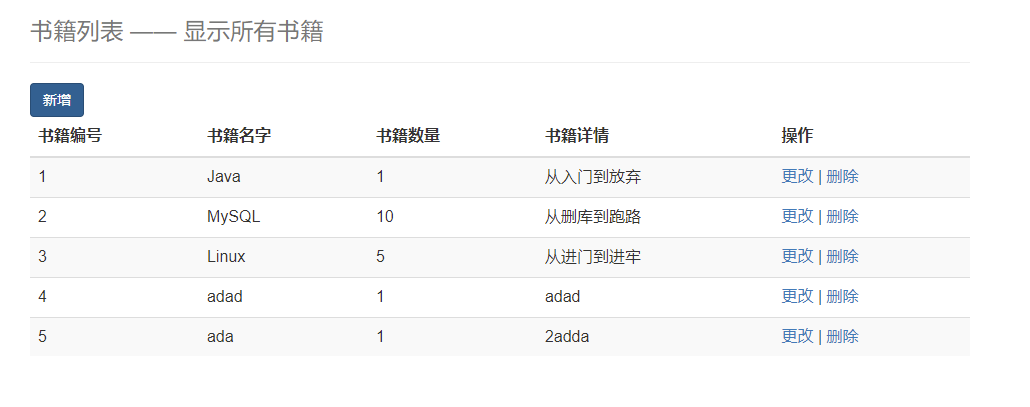 书籍列表 —— 显示所有书籍
新增
书籍编号 书籍名字 书籍数量 书籍详情 操作
1 Java 1 从入门到放弃 更改 | 删除
2 MySQL 10 从删库到跑路 更改 | 删除
3 Linux 5 从进门到进牢 更改 | 删除
4 adad 1 adad 更改 | 删除
5 ada 1 2adda 更改 | 删除